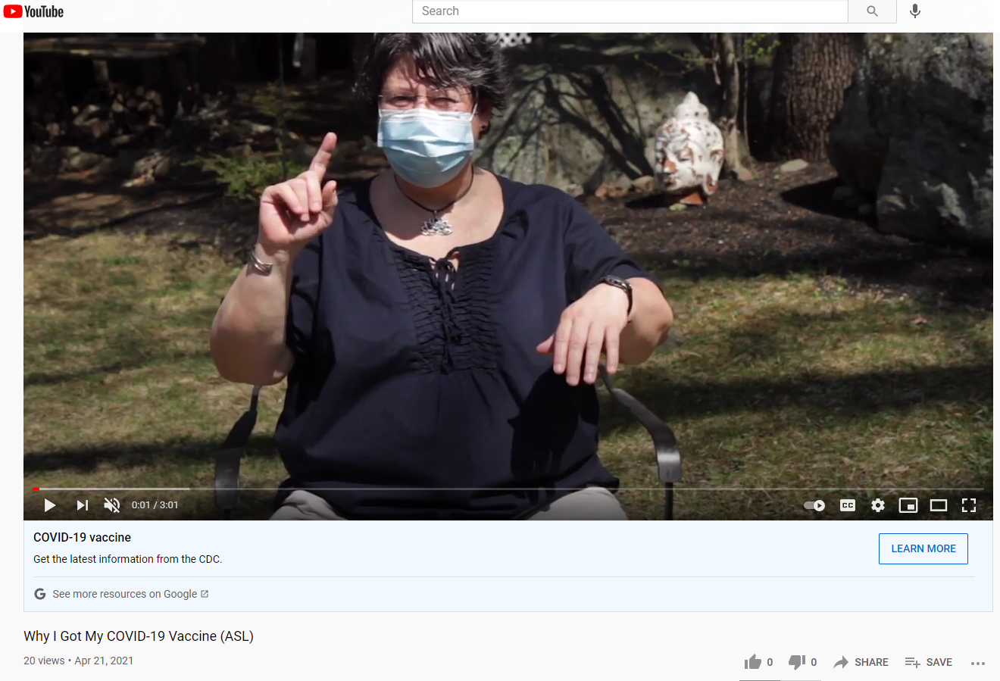 YouTube
Search
0:01 / 3:01
CC
COVID-19 vaccine
Get the latest information from the CDC.
LEARN MORE
G See more resources on Google
Why I Got My COVID-19 Vaccine (ASL)
20 views • Apr 21, 2021
0
0
SHARE
SAVE